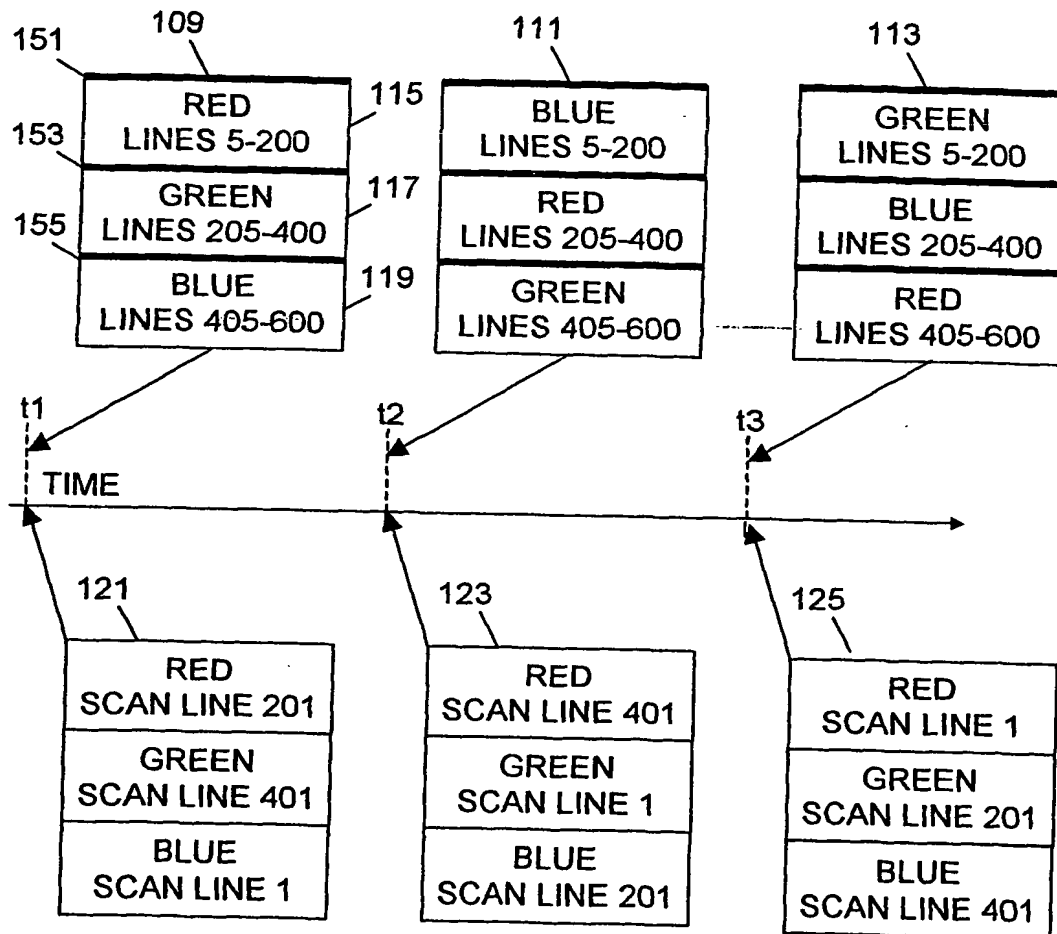 109
111
113
151
RED
LINES 5-200
115
BLUE
LINES 5-200
GREEN
LINES 5-200
153
GREEN
LINES 205-400
117
RED
LINES 205-400
BLUE
LINES 205-400
155
BLUE
LINES 405-600
119
GREEN
LINES 405-600
RED
LINES 405-600
t1
t2
t3
TIME
121
123
125
RED
SCAN LINE 201
GREEN
SCAN LINE 401
BLUE
SCAN LINE 1
RED
SCAN LINE 401
GREEN
SCAN LINE 1
BLUE
SCAN LINE 201
RED
SCAN LINE 1
GREEN
SCAN LINE 201
BLUE
SCAN LINE 401